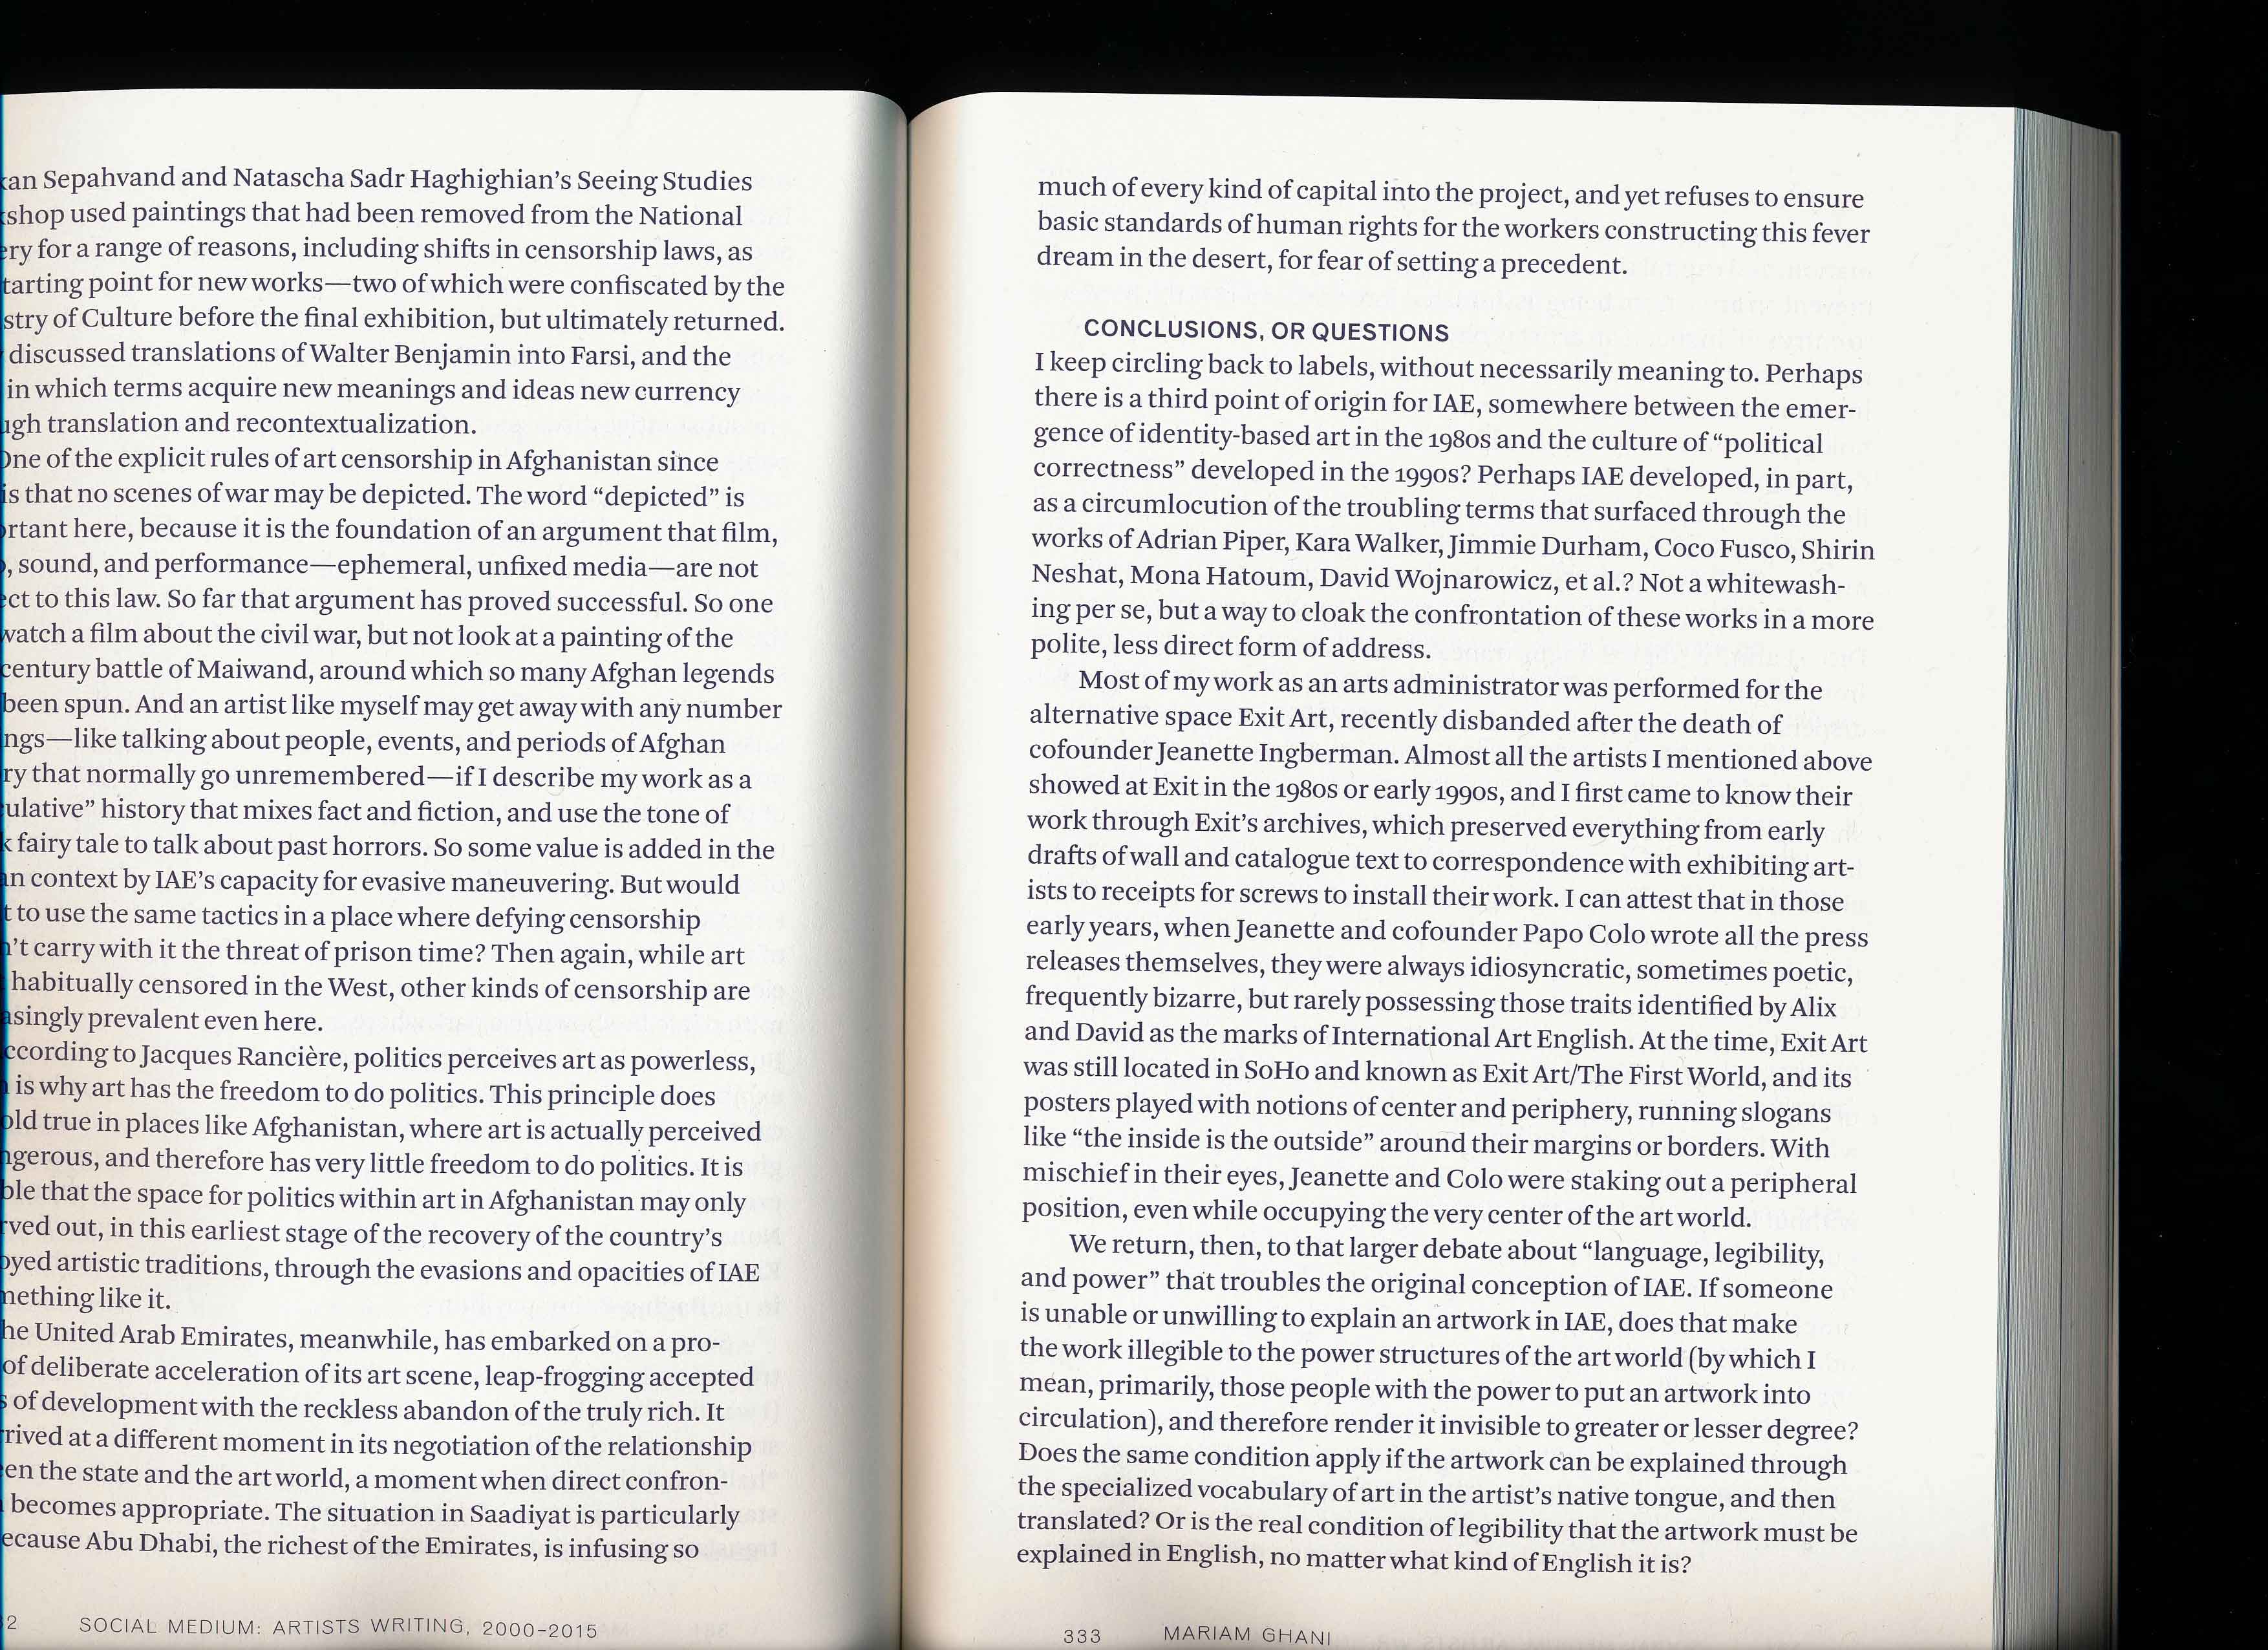 kan Sepahvand and Natascha Sadr Haghighian's Seeing Studies
kshop used paintings that had been removed from the National
ery for a range of reasons, including shifts in censorship laws, as
tarting point for new works—two of which were confiscated by the
stry of Culture before the final exhibition, but ultimately returned.
discussed translations of Walter Benjamin into Farsi, and the
in which terms acquire new meanings and ideas new currency
ugh translation and recontextualization.
One of the explicit rules of art censorship in Afghanistan since
is that no scenes of war may be depicted. The word “depicted” is
ortant here, because it is the foundation of an argument that film,
, sound, and performance—ephemeral, unfixed media—are not
ect to this law. So far that argument has proved successful. So one
watch a film about the civil war, but not look at a painting of the
century battle of Maiwand, around which so many Afghan legends
been spun. And an artist like myself may get away with any number
ngs—like talking about people, events, and periods of Afghan
ry that normally go unremembered—if I describe my work as a
ulative” history that mixes fact and fiction, and use the tone of
k fairy tale to talk about past horrors. So some value is added in the
an context by IAE's capacity for evasive maneuvering. But would
t to use the same tactics in a place where defying censorship
n't carry with it the threat of prison time? Then again, while art
habitually censored in the West, other kinds of censorship are
asingly prevalent even here.
ccording to Jacques Rancière, politics perceives art as powerless,
is why art has the freedom to do politics. This principle does
old true in places like Afghanistan, where art is actually perceived
ngerous, and therefore has very little freedom to do politics. It is
ble that the space for politics within art in Afghanistan may only
rved out, in this earliest stage of the recovery of the country's
oyed artistic traditions, through the evasions and opacities of IAE
mething like it.
he United Arab Emirates, meanwhile, has embarked on a pro-
of deliberate acceleration of its art scene, leap-frogging accepted
s of development with the reckless abandon of the truly rich. It
rrived at a different moment in its negotiation of the relationship
een the state and the art world, a moment when direct confron-
becomes appropriate. The situation in Saadiyat is particularly
ecause Abu Dhabi, the richest of the Emirates, is infusing so
2 SOCIAL MEDIUM: ARTISTS WRITING, 2000–2015
much of every kind of capital into the project, and yet refuses to ensure
basic standards of human rights for the workers constructing this fever
dream in the desert, for fear of setting a precedent.
CONCLUSIONS, OR QUESTIONS
I keep circling back to labels, without necessarily meaning to. Perhaps
there is a third point of origin for IAE, somewhere between the emer-
gence of identity-based art in the 1980s and the culture of “political
correctness” developed in the 1990s? Perhaps IAE developed, in part,
as a circumlocution of the troubling terms that surfaced through the
works of Adrian Piper, Kara Walker, Jimmie Durham, Coco Fusco, Shirin
Neshat, Mona Hatoum, David Wojnarowicz, et al.? Not a whitewash-
ing per se, but a way to cloak the confrontation of these works in a more
polite, less direct form of address.
Most of my work as an arts administrator was performed for the
alternative space Exit Art, recently disbanded after the death of
cofounder Jeanette Ingberman. Almost all the artists I mentioned above
showed at Exit in the 1980s or early 1990s, and I first came to know their
work through Exit's archives, which preserved everything from early
drafts of wall and catalogue text to correspondence with exhibiting art-
ists to receipts for screws to install their work. I can attest that in those
early years, when Jeanette and cofounder Papo Colo wrote all the press
releases themselves, they were always idiosyncratic, sometimes poetic,
frequently bizarre, but rarely possessing those traits identified by Alix
and David as the marks of International Art English. At the time, Exit Art
was still located in SoHo and known as Exit Art/The First World, and its
posters played with notions of center and periphery, running slogans
like “the inside is the outside” around their margins or borders. With
mischief in their eyes, Jeanette and Colo were staking out a peripheral
position, even while occupying the very center of the art world.
We return, then, to that larger debate about “language, legibility,
and power” that troubles the original conception of IAE. If someone
is unable or unwilling to explain an artwork in IAE, does that make
the work illegible to the power structures of the art world (by which I
mean, primarily, those people with the power to put an artwork into
circulation), and therefore render it invisible to greater or lesser degree?
Does the same condition apply if the artwork can be explained through
the specialized vocabulary of art in the artist's native tongue, and then
translated? Or is the real condition of legibility that the artwork must be
explained in English, no matter what kind of English it is?
333 MARIAM GHANI